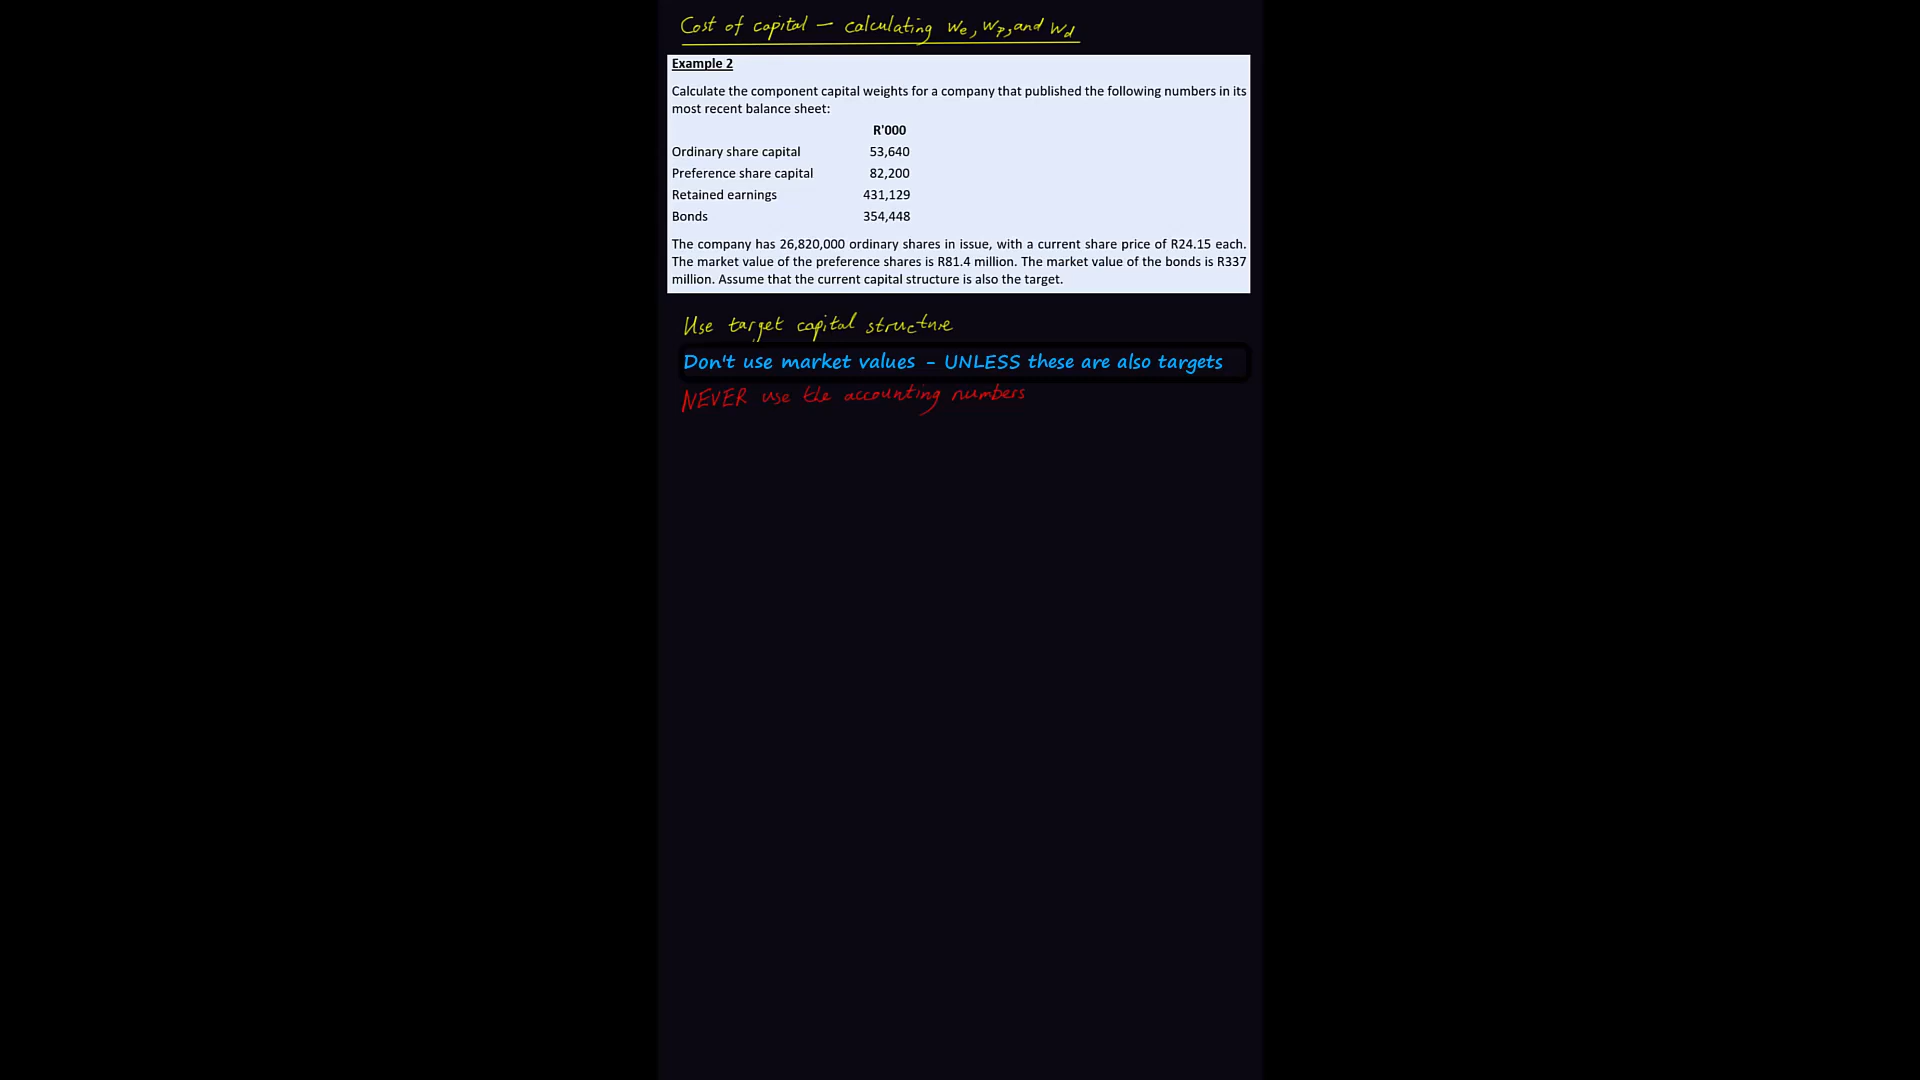 Cost of capital – calculating We, Wp, and Wd
Example 2
Calculate the component capital weights for a company that published the following numbers in its
most recent balance sheet:
R'000
Ordinary share capital 53,640
Preference share capital 82,200
Retained earnings 431,129
Bonds 354,448
The company has 26,820,000 ordinary shares in issue, with a current share price of R24.15 each.
The market value of the preference shares is R81.4 million. The market value of the bonds is R337
million. Assume that the current capital structure is also the target.
Use target capital structure
Don't use market values - UNLESS these are also targets
NEVER use the accounting numbers